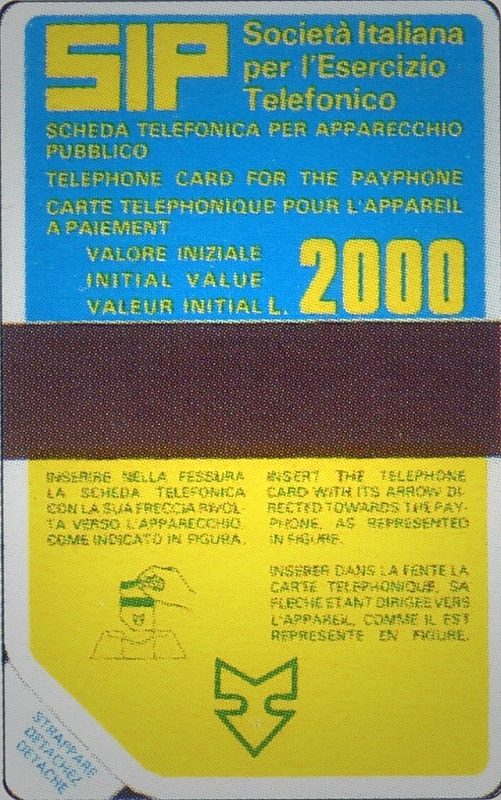 SIP
Società Italiana
per l'Esercizio
Telefonico
SCHEDA TELEFONICA PER APPARECCHIO
PUBBLICO
TELEPHONE CARD FOR THE PAYPHONE
CARTE TELEPHONIQUE POUR L'APPAREIL
A PAIEMENT
VALORE INIZIALE
INITIAL VALUE
VALEUR INITIAL L. 2000
INSERIRE NELLA FESSURA
LA SCHEDA TELEFONICA
CON LA SUA FRECCIA RIVOL-
TA VERSO L'APPARECCHIO,
COME INDICATO IN FIGURA.
INSERT THE TELEPHONE
CARD WITH ITS ARROW DI-
RECTED TOWARDS THE PAY-
PHONE, AS REPRESENTED
IN FIGURE.
INSERER DANS LA FENTE LA
CARTE TELEPHONIQUE, SA
FLECHE ETANT DIRIGEE VERS
L'APPAREIL, COMME IL EST
REPRESENTE EN FIGURE.
STRAPPARE
DETACHEZ
DETACHE